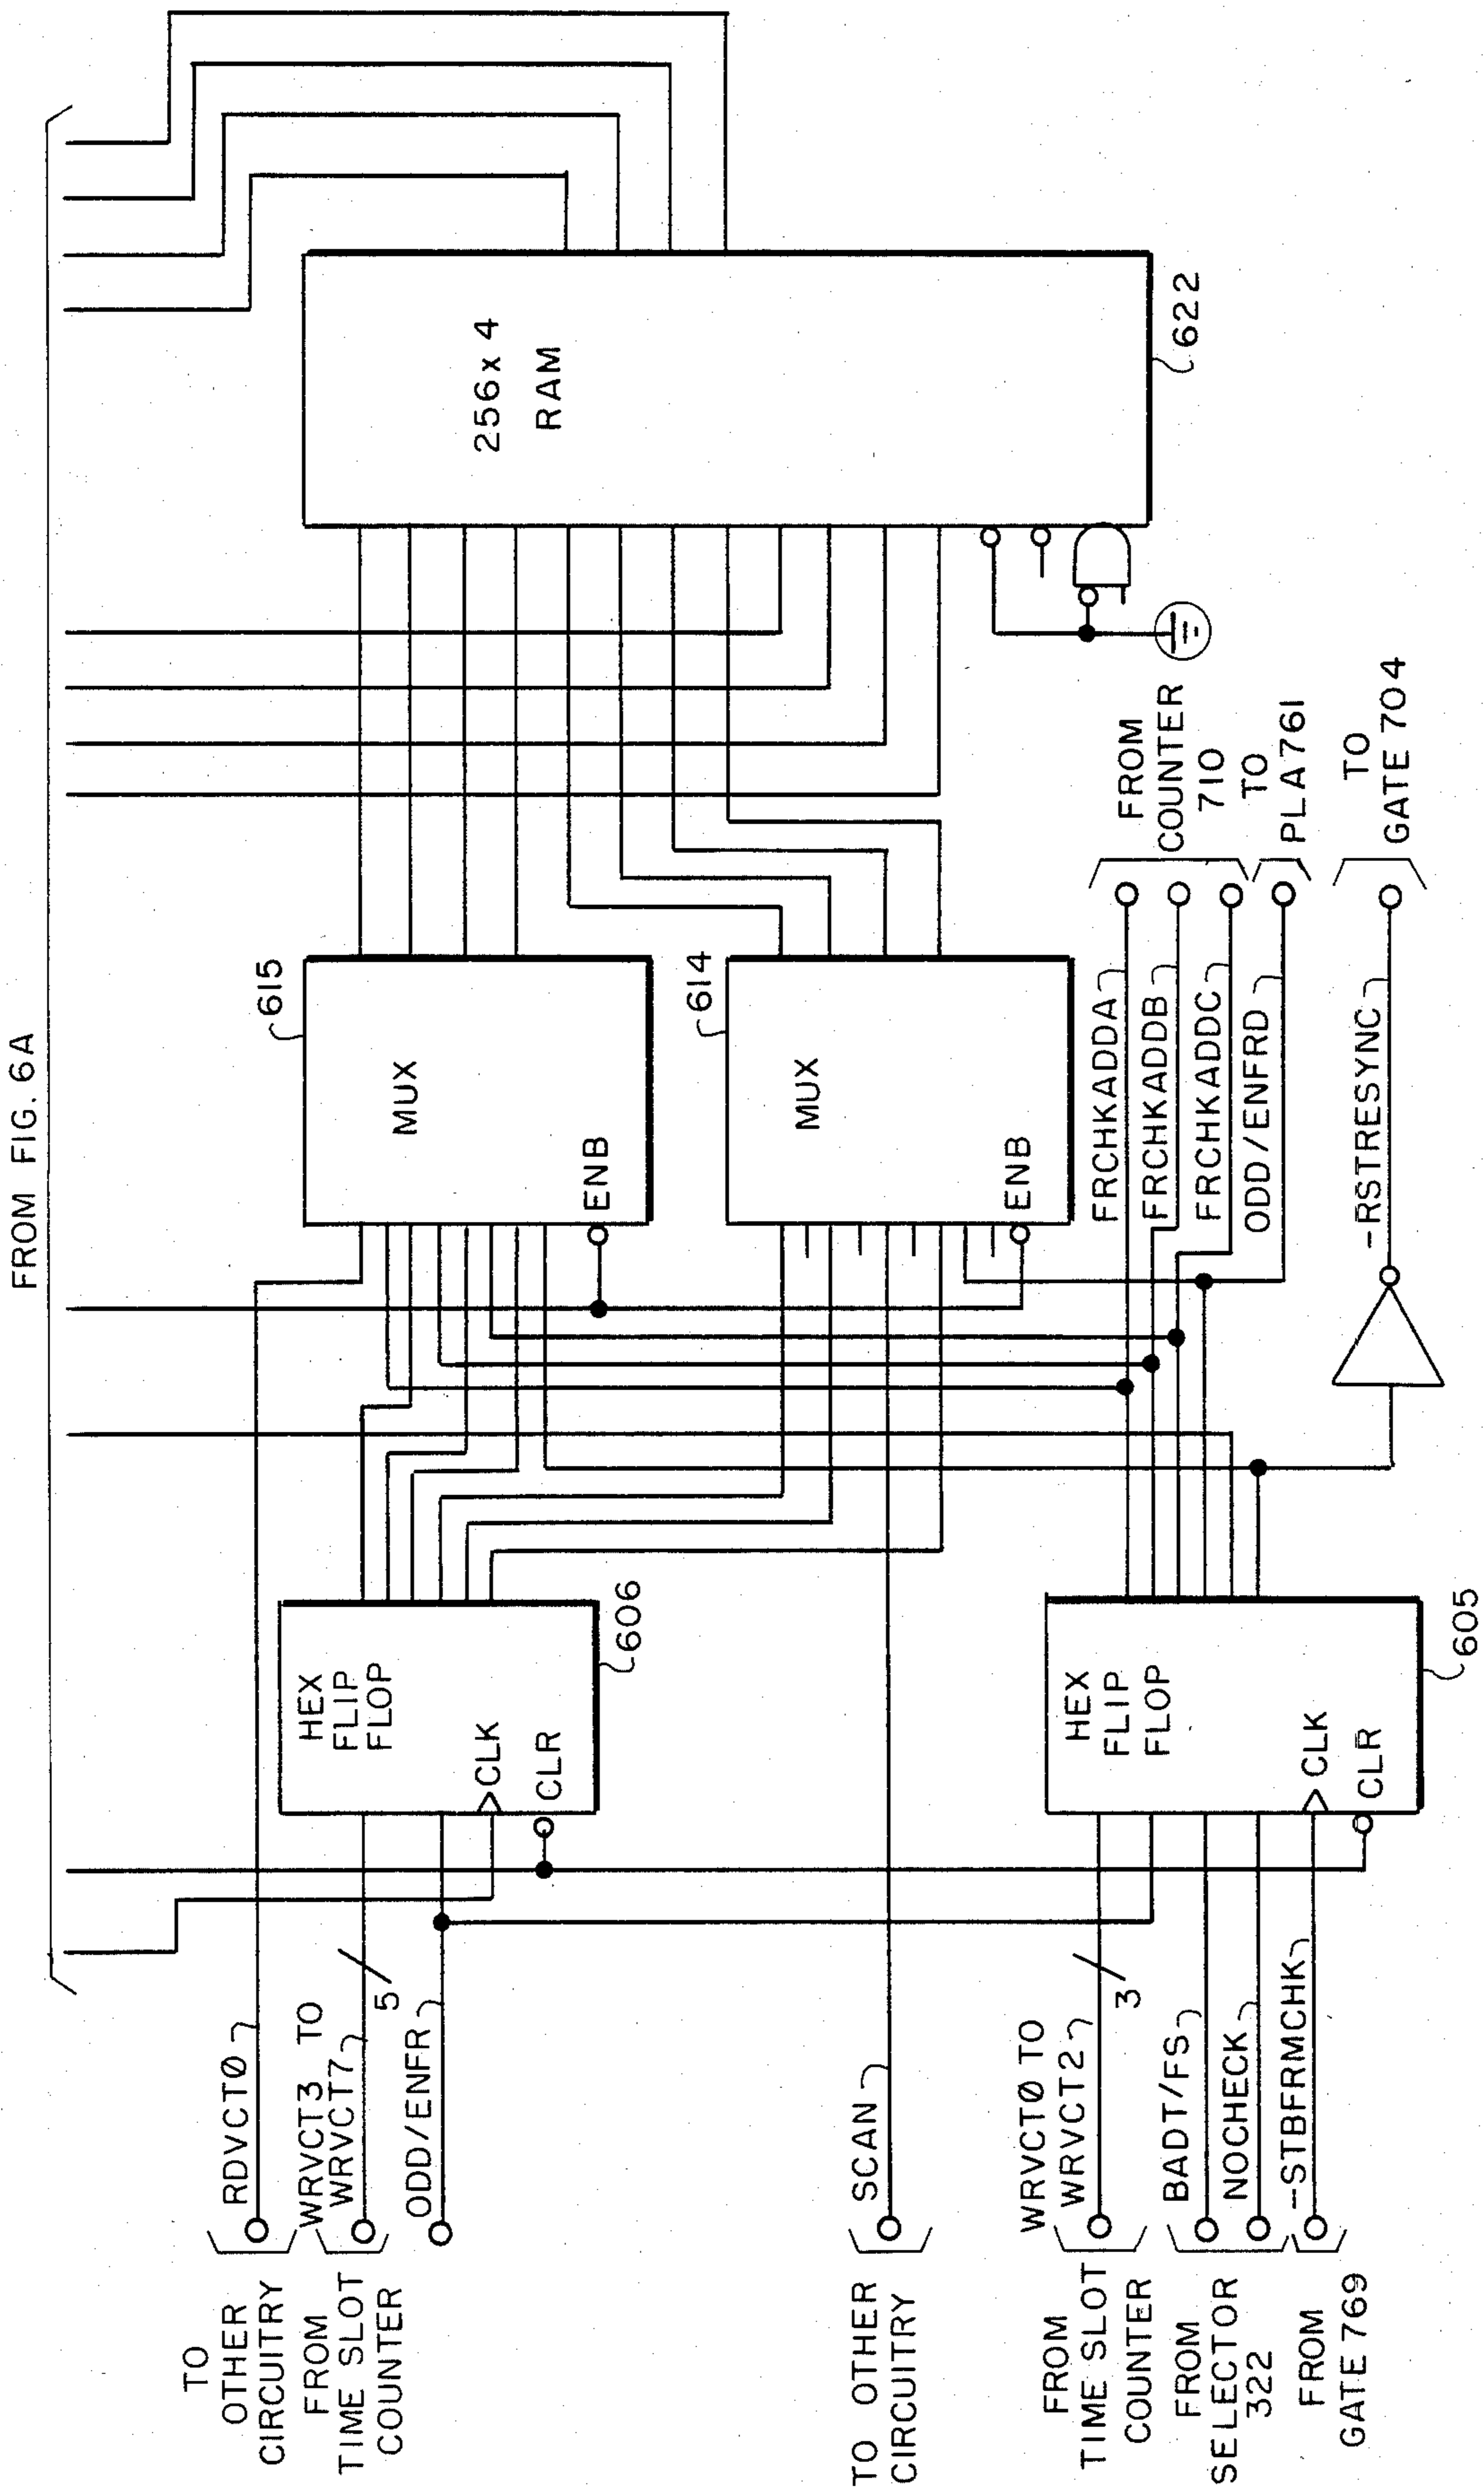 FROM FIG. 6A
256x4
RAM
622
615
MUX
ENB
614
MUX
ENB
FROM
COUNTER
710
TO
PLA761
TO
GATE 704
FRCHKADDA
FRCHKADDB
FRCHKADDC
ODD/ENFRD
-RSTRESYNC
HEX
FLIP
FLOP
CLK
CLR
606
HEX
FLIP
FLOP
CLK
CLR
605
RDVCTØ
WRVCT3 TO
WRVCT7
5
ODD/ENFR
SCAN
WRVCTØ TO
WRVCT2
3
BADT/FS
NOCHECK
-STBFRMCHK
TO
OTHER
CIRCUITRY
FROM
TIME SLOT
COUNTER
TO OTHER
CIRCUITRY
FROM
TIME SLOT
COUNTER
FROM
SELECTOR
322
FROM
GATE 769